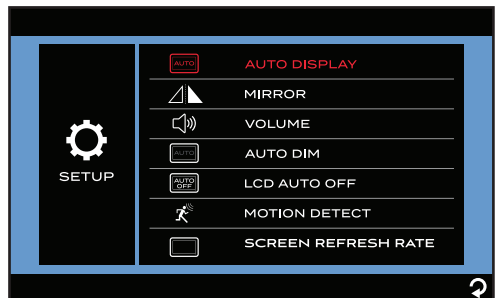 AUTO
AUTO DISPLAY
MIRROR
VOLUME
AUTO
AUTO DIM
SETUP
AUTO
OFF
LCD AUTO OFF
MOTION DETECT
SCREEN REFRESH RATE